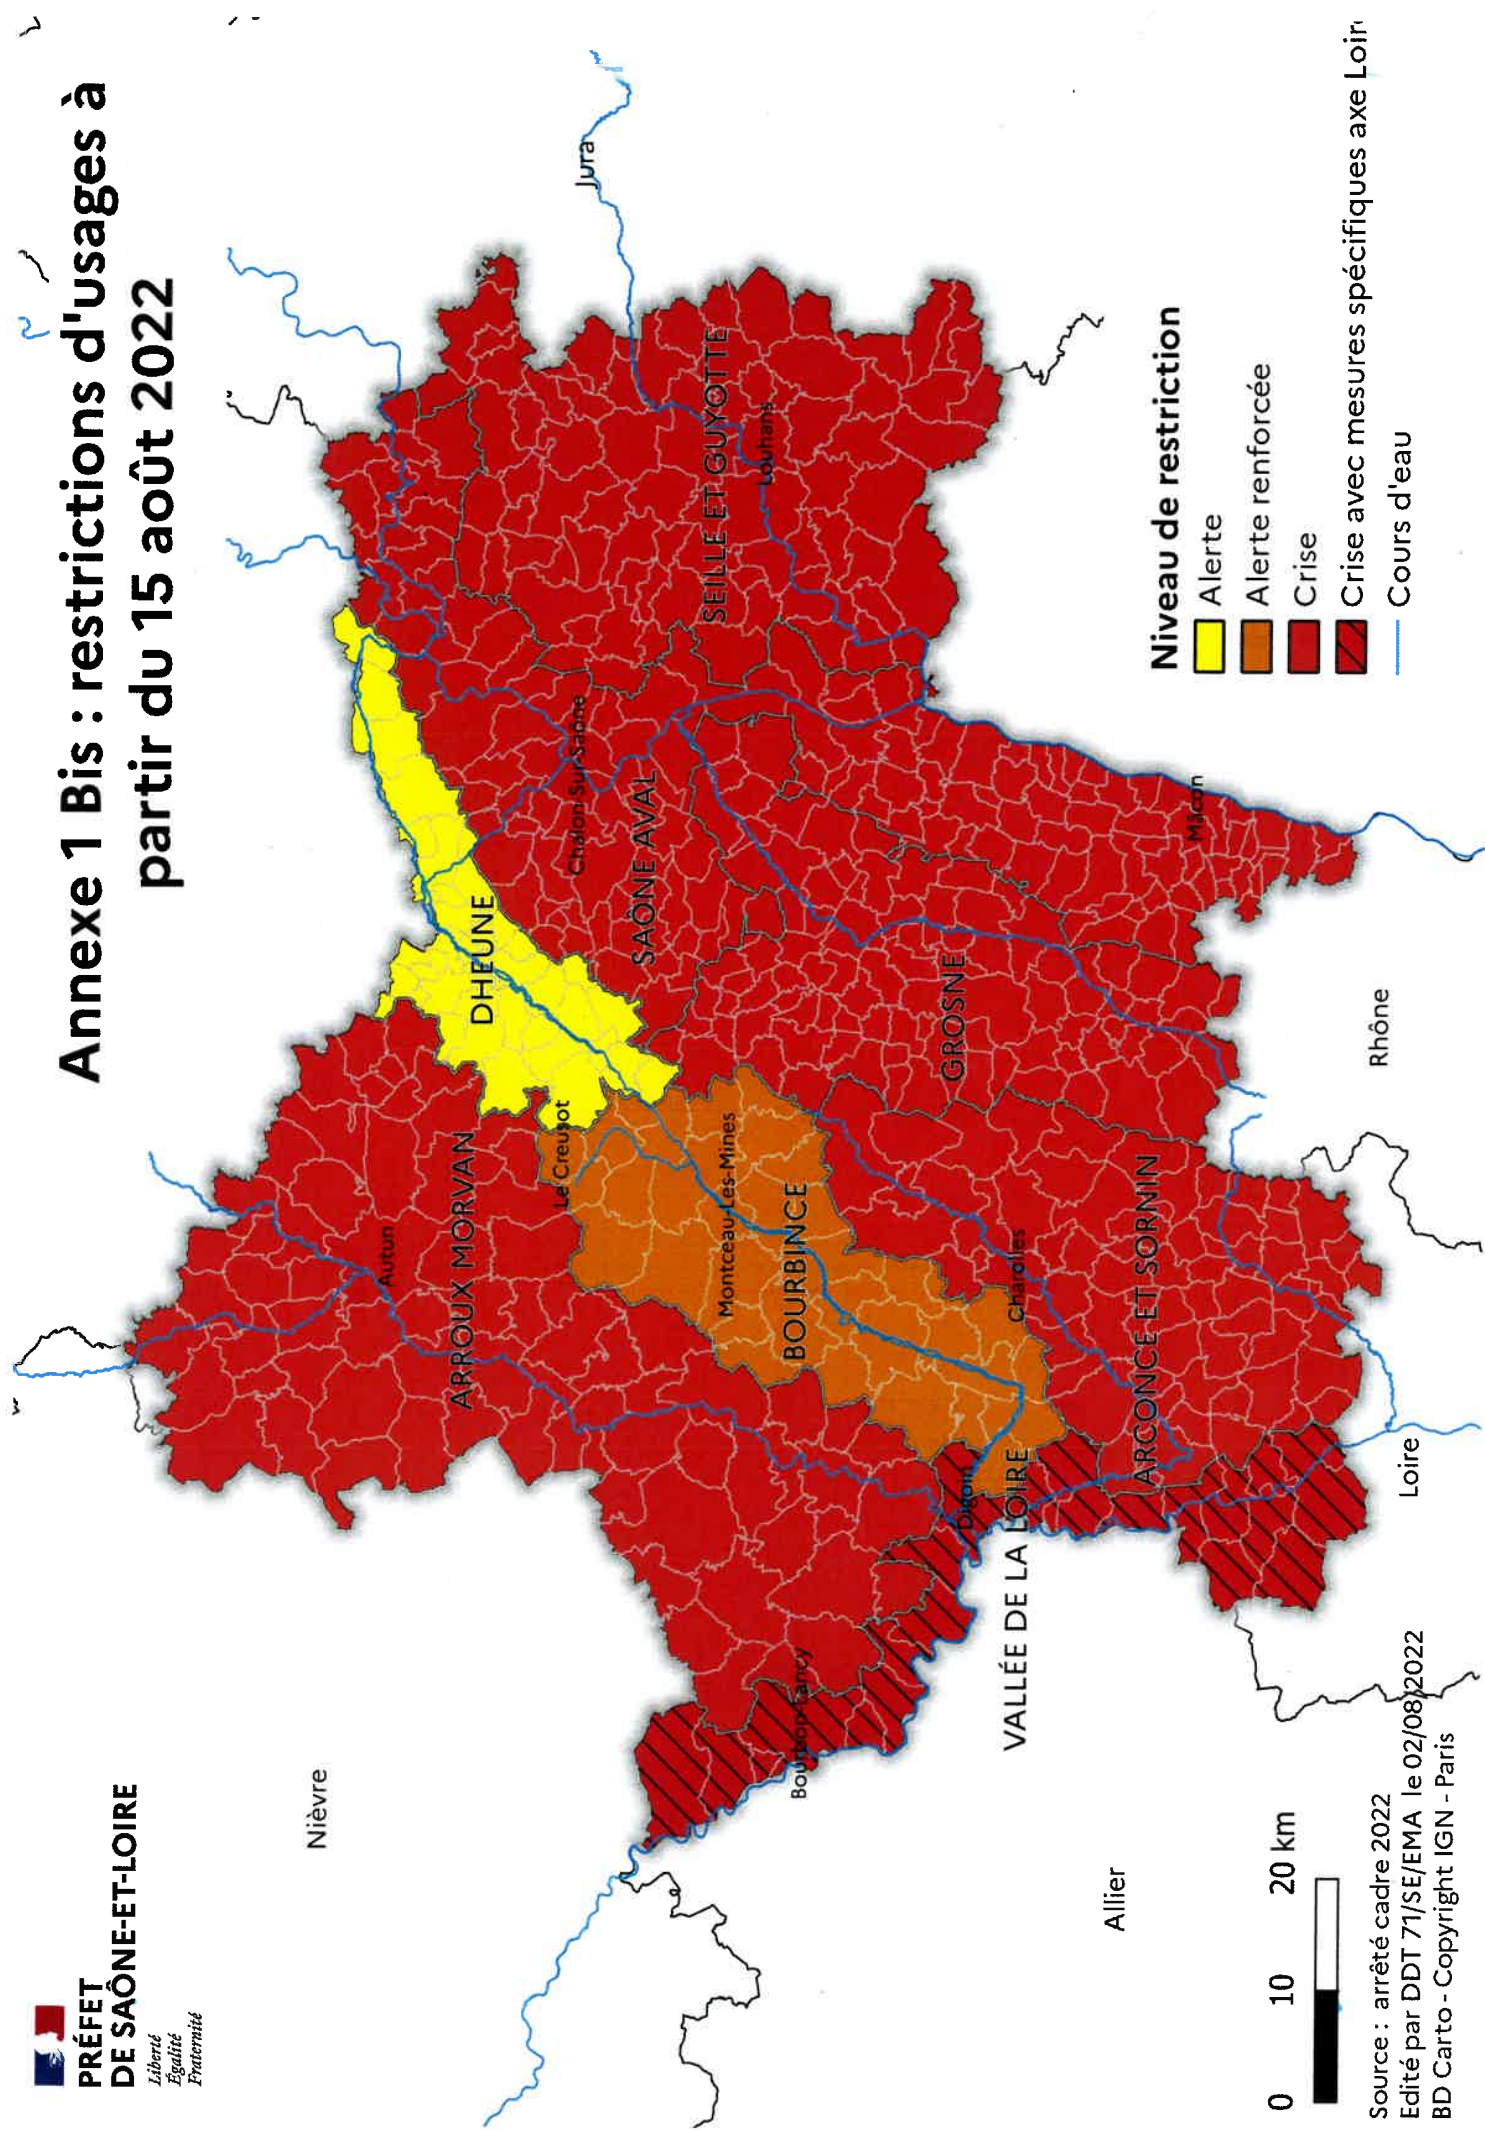 PRÉFET
DE SAÔNE-ET-LOIRE
Liberté
Égalité
Fraternité
Annexe 1 Bis : restrictions d'usages à
partir du 15 août 2022
Nièvre
Jura
Autun
ARROUX MORVAN
DHEUNE
Le Creusot
Chalon-Sur-Saône
SAÔNE AVAL
SEILLE ET GUYOTTE
Louhans
Montceau-Les-Mines
BOURBINCE
Bourbon-Lancy
GROSNE
Digoin
Charolles
VALLÉE DE LA LOIRE
ARCONCE ET SORNIN
Mâcon
Allier
Loire
Rhône
Niveau de restriction
Alerte
Alerte renforcée
Crise
Crise avec mesures spécifiques axe Loir
Cours d'eau
0 10 20 km
Source : arrêté cadre 2022
Edité par DDT 71/SE/EMA le 02/08/2022
BD Carto - Copyright IGN - Paris